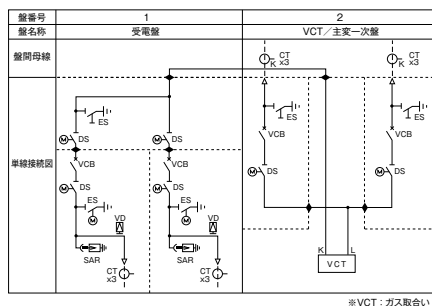 盤番号 1 2
盤名称 受電盤 VCT／主変一次盤
盤間母線
CT
K x3
CT
K x3
単線接続図
ES
ES
M DS
M DS
VCB
VCB
M DS
M DS
ES
M
VD
ES
M
VD
SAR
SAR
CT
x3
CT
x3
ES
VCB
M DS
ES
VCB
M DS
K L
VCT
※VCT：ガス取合い